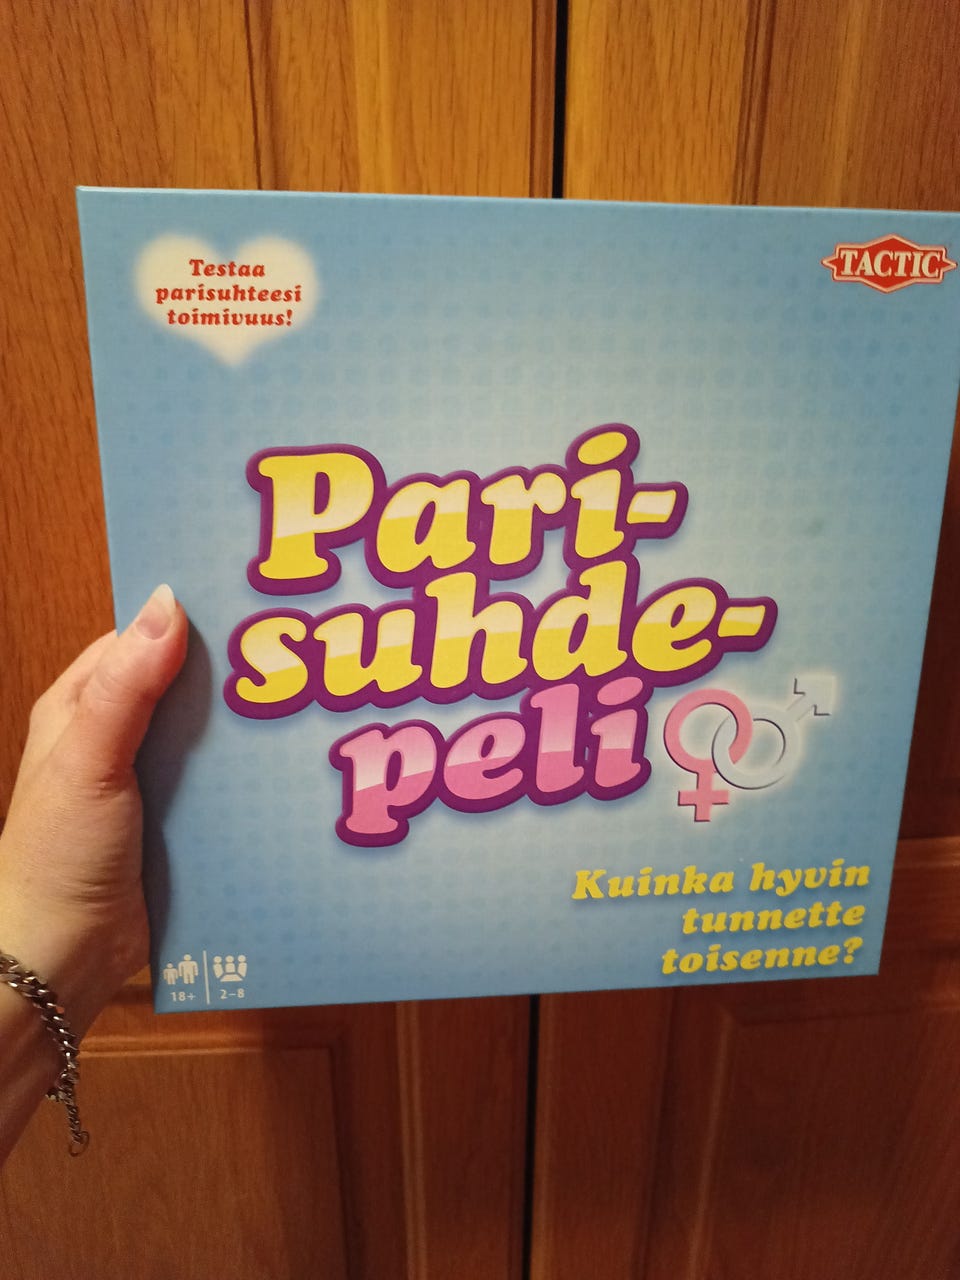 Testaa
parisuhteesi
toimivuus!
TACTIC
Pari-
suhde-
peli
Kuinka hyvin
tunnette
toisenne?
18+
2-8